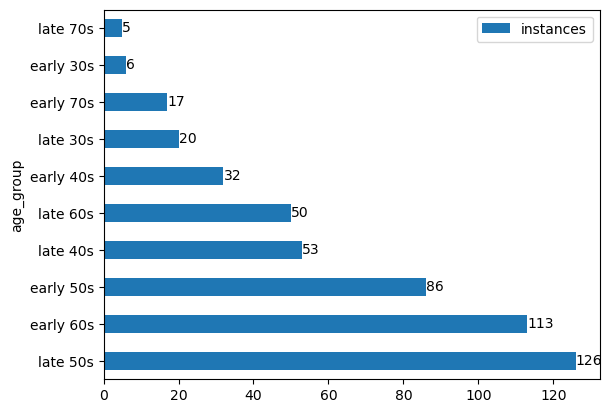 instances
late 70s 5
early 30s 6
early 70s 17
late 30s 20
early 40s 32
late 60s 50
late 40s 53
early 50s 86
early 60s 113
late 50s 126
age_group
0 20 40 60 80 100 120